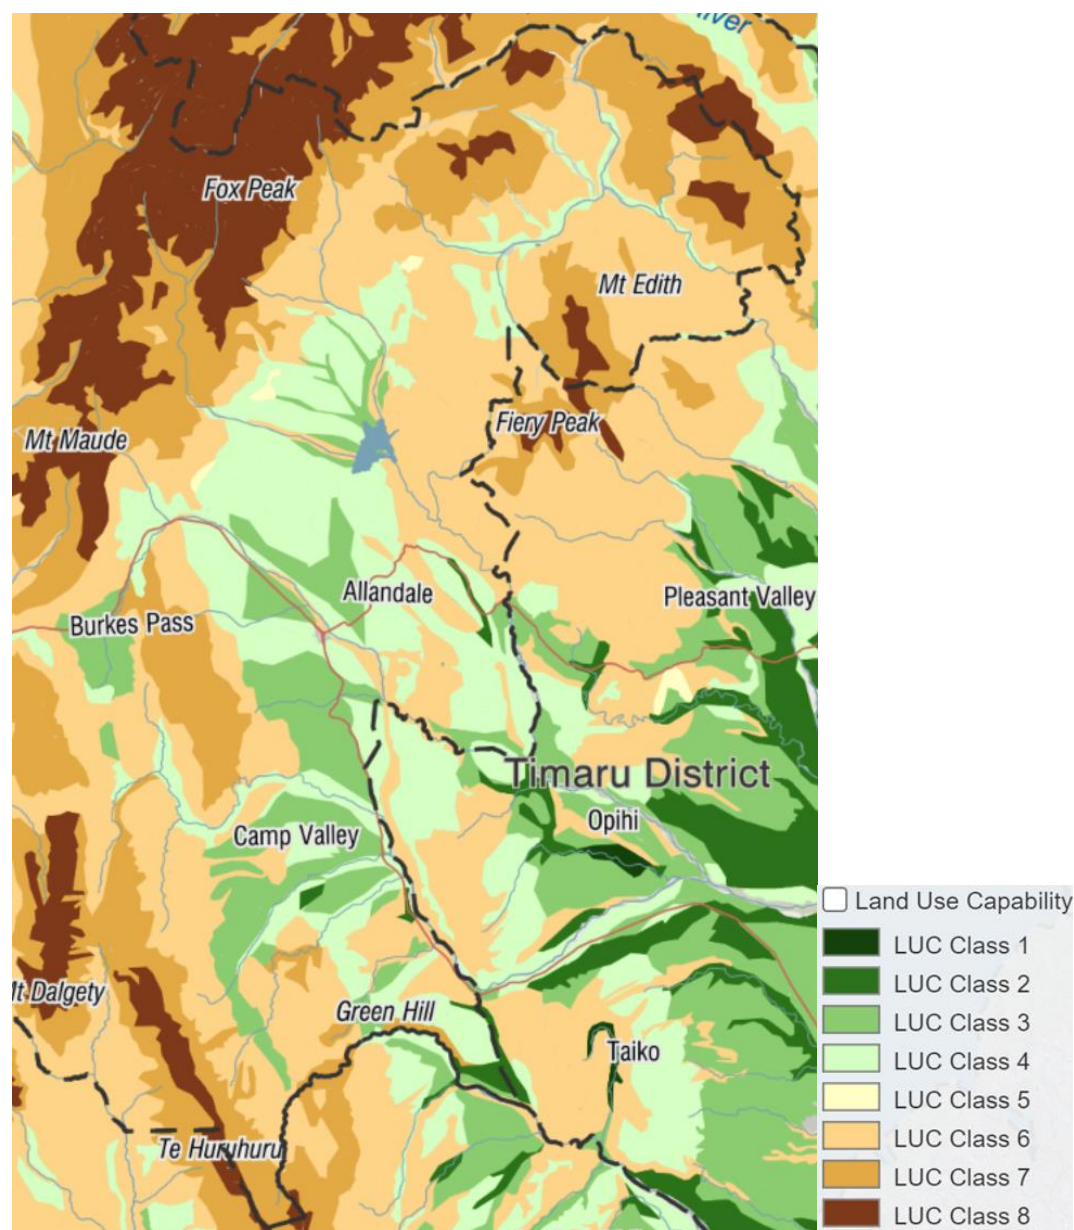 iver
Fox Peak
Mt Edith
Fiery Peak
Mt Maude
Allandale
Pleasant Valley
Burkes Pass
Timaru District
Opihi
Camp Valley
t Dalgety
Green Hill
Taiko
Te Huruhuru
Land Use Capability
LUC Class 1
LUC Class 2
LUC Class 3
LUC Class 4
LUC Class 5
LUC Class 6
LUC Class 7
LUC Class 8